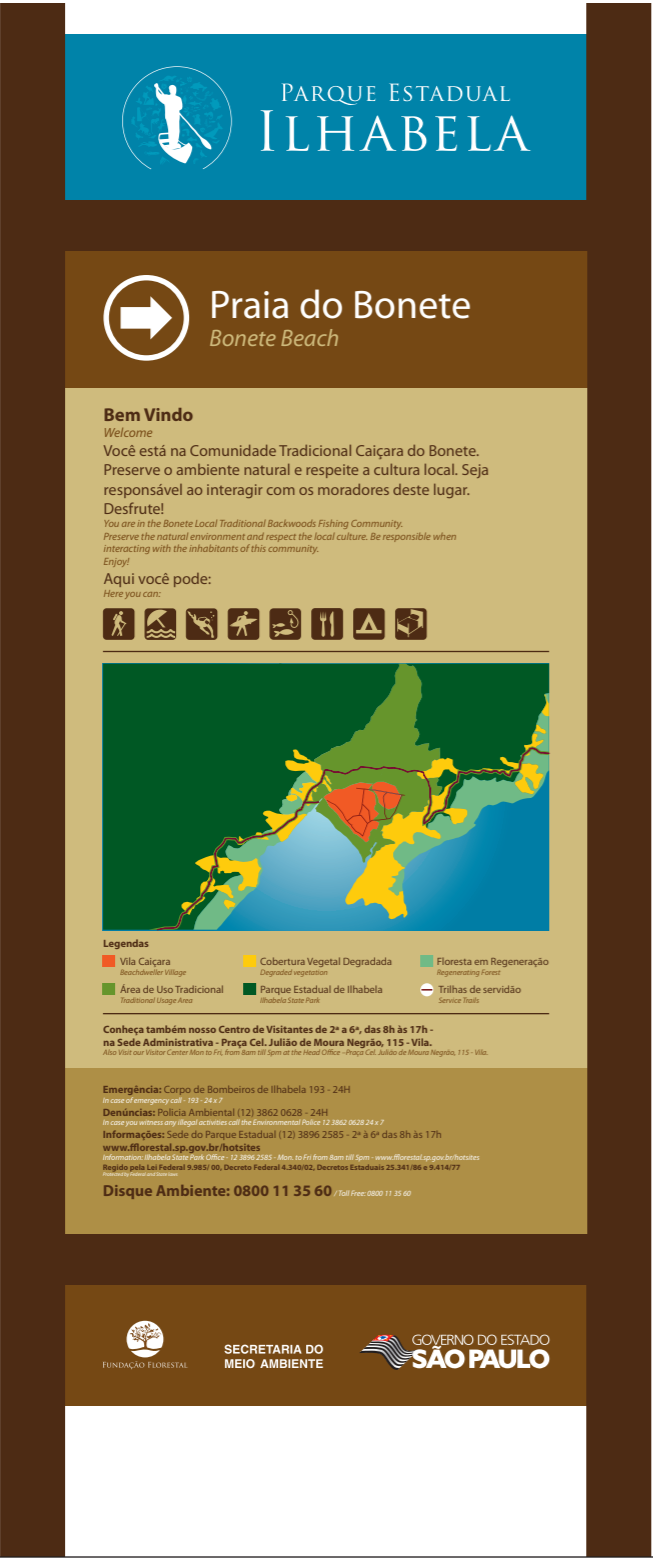 PARQUE ESTADUAL
ILHABELA
Praia do Bonete
Bonete Beach
Bem Vindo
Welcome
Você está na Comunidade Tradicional Caiçara do Bonete.
Preserve o ambiente natural e respeite a cultura local. Seja
responsável ao interagir com os moradores deste lugar.
Desfrute!
You are in the Bonete Local Traditional Backwoods Fishing Community.
Preserve the natural environment and respect the local culture. Be responsible when
interacting with the inhabitants of this community.
Enjoy!
Aqui você pode:
Here you can:
Legendas
Vila Caiçara
Beachdweller Village
Cobertura Vegetal Degradada
Degraded vegetation
Floresta em Regeneração
Regenerating Forest
Área de Uso Tradicional
Traditional Usage Area
Parque Estadual de Ilhabela
Ilhabela State Park
Trilhas de servidão
Service Trails
Conheça também nosso Centro de Visitantes de 2ª a 6ª, das 8h às 17h -
na Sede Administrativa - Praça Cel. Julião de Moura Negrão, 115 - Vila.
Also Visit our Visitor Center Mon to Fri, from 8am till 5pm at the Head Office –Praça Cel. Julião de Moura Negrão, 115 - Vila.
Emergência: Corpo de Bombeiros de Ilhabela 193 - 24H
In case of emergency call - 193 - 24 x 7
Denúncias: Policia Ambiental (12) 3862 0628 - 24H
In case you witness any illegal activities call the Environmental Police 12 3862 0628 24 x 7
Informações: Sede do Parque Estadual (12) 3896 2585 - 2ª à 6ª das 8h às 17h
www.fflorestal.sp.gov.br/hotsites
Information: Ilhabela State Park Office - 12 3896 2585 - Mon. to Fri from 8am till 5pm - www.fflorestal.sp.gov.br/hotsites
Regido pela Lei Federal 9.985/ 00, Decreto Federal 4.340/02, Decretos Estaduais 25.341/86 e 9.414/77
Protected by Federal and State laws
Disque Ambiente: 0800 11 35 60 / Toll Free: 0800 11 35 60
FUNDAÇÃO FLORESTAL
SECRETARIA DO
MEIO AMBIENTE
GOVERNO DO ESTADO
SÃO PAULO